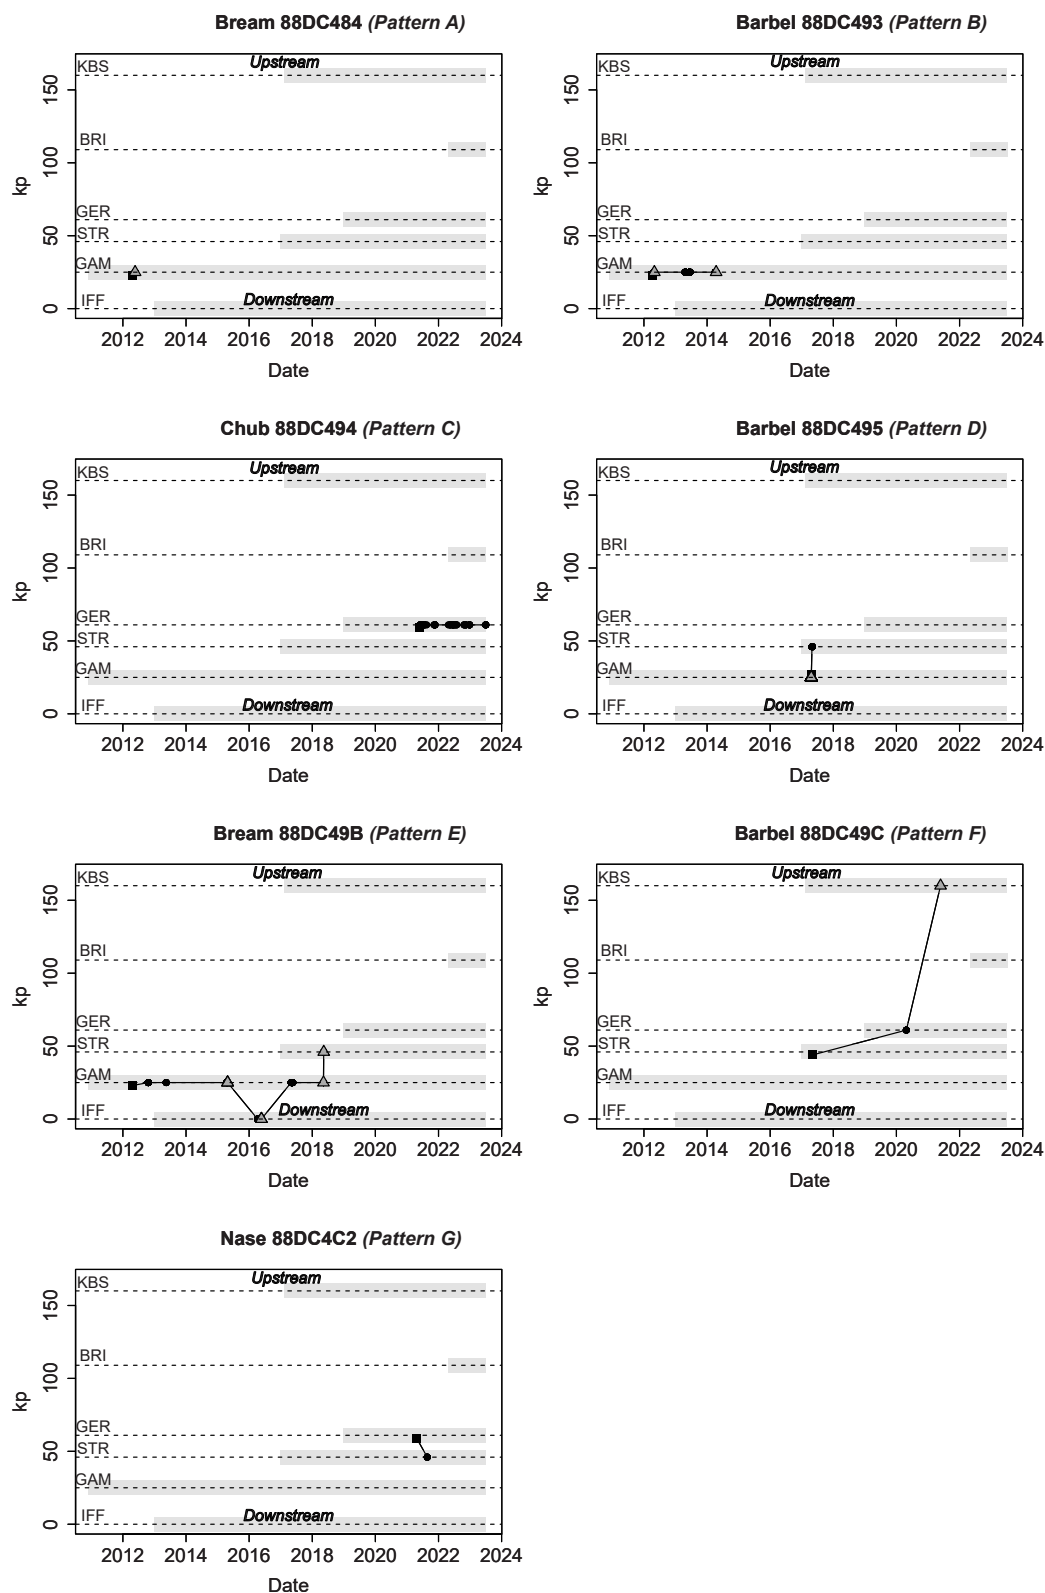 Bream 88DC484 (Pattern A)
KBS
Upstream
150
BRI
100
kp
GER
50
STR
GAM
IFF
Downstream
0
2012 2014 2016 2018 2020 2022 2024
Date
Barbel 88DC493 (Pattern B)
KBS
Upstream
150
BRI
100
kp
GER
50
STR
GAM
IFF
Downstream
0
2012 2014 2016 2018 2020 2022 2024
Date
Chub 88DC494 (Pattern C)
KBS
Upstream
150
BRI
100
kp
GER
50
STR
GAM
IFF
Downstream
0
2012 2014 2016 2018 2020 2022 2024
Date
Barbel 88DC495 (Pattern D)
KBS
Upstream
150
BRI
100
kp
GER
50
STR
GAM
IFF
Downstream
0
2012 2014 2016 2018 2020 2022 2024
Date
Bream 88DC49B (Pattern E)
KBS
Upstream
150
BRI
100
kp
GER
50
STR
GAM
IFF
Downstream
0
2012 2014 2016 2018 2020 2022 2024
Date
Barbel 88DC49C (Pattern F)
KBS
Upstream
150
BRI
100
kp
GER
50
STR
GAM
IFF
Downstream
0
2012 2014 2016 2018 2020 2022 2024
Date
Nase 88DC4C2 (Pattern G)
KBS
Upstream
150
BRI
100
kp
GER
50
STR
GAM
IFF
Downstream
0
2012 2014 2016 2018 2020 2022 2024
Date